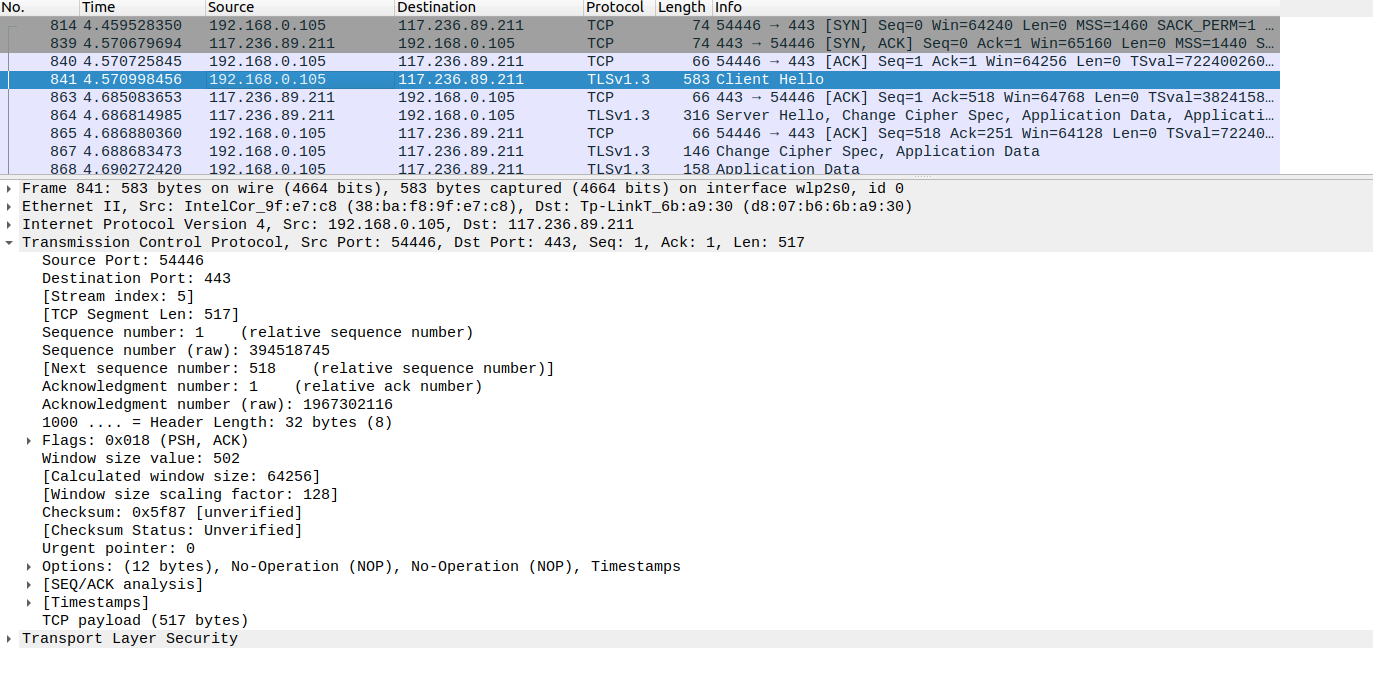 No. Time Source Destination Protocol Length Info
814 4.459528350 192.168.0.105 117.236.89.211 TCP 74 54446 → 443 [SYN] Seq=0 Win=64240 Len=0 MSS=1460 SACK_PERM=1 …
839 4.570679694 117.236.89.211 192.168.0.105 TCP 74 443 → 54446 [SYN, ACK] Seq=0 Ack=1 Win=65160 Len=0 MSS=1440 S…
840 4.570725845 192.168.0.105 117.236.89.211 TCP 66 54446 → 443 [ACK] Seq=1 Ack=1 Win=64256 Len=0 TSval=722400260…
841 4.570998456 192.168.0.105 117.236.89.211 TLSv1.3 583 Client Hello
863 4.685083653 117.236.89.211 192.168.0.105 TCP 66 443 → 54446 [ACK] Seq=1 Ack=518 Win=64768 Len=0 TSval=3824158…
864 4.686814985 117.236.89.211 192.168.0.105 TLSv1.3 316 Server Hello, Change Cipher Spec, Application Data, Applicati…
865 4.686880360 192.168.0.105 117.236.89.211 TCP 66 54446 → 443 [ACK] Seq=518 Ack=251 Win=64128 Len=0 TSval=72240…
867 4.688683473 192.168.0.105 117.236.89.211 TLSv1.3 146 Change Cipher Spec, Application Data
868 4.690272420 192.168.0.105 117.236.89.211 TLSv1.3 158 Application Data
Frame 841: 583 bytes on wire (4664 bits), 583 bytes captured (4664 bits) on interface wlp2s0, id 0
Ethernet II, Src: IntelCor_9f:e7:c8 (38:ba:f8:9f:e7:c8), Dst: Tp-LinkT_6b:a9:30 (d8:07:b6:6b:a9:30)
Internet Protocol Version 4, Src: 192.168.0.105, Dst: 117.236.89.211
Transmission Control Protocol, Src Port: 54446, Dst Port: 443, Seq: 1, Ack: 1, Len: 517
Source Port: 54446
Destination Port: 443
[Stream index: 5]
[TCP Segment Len: 517]
Sequence number: 1    (relative sequence number)
Sequence number (raw): 394518745
[Next sequence number: 518    (relative sequence number)]
Acknowledgment number: 1    (relative ack number)
Acknowledgment number (raw): 1967302116
1000 .... = Header Length: 32 bytes (8)
Flags: 0x018 (PSH, ACK)
Window size value: 502
[Calculated window size: 64256]
[Window size scaling factor: 128]
Checksum: 0x5f87 [unverified]
[Checksum Status: Unverified]
Urgent pointer: 0
Options: (12 bytes), No-Operation (NOP), No-Operation (NOP), Timestamps
[SEQ/ACK analysis]
[Timestamps]
TCP payload (517 bytes)
Transport Layer Security